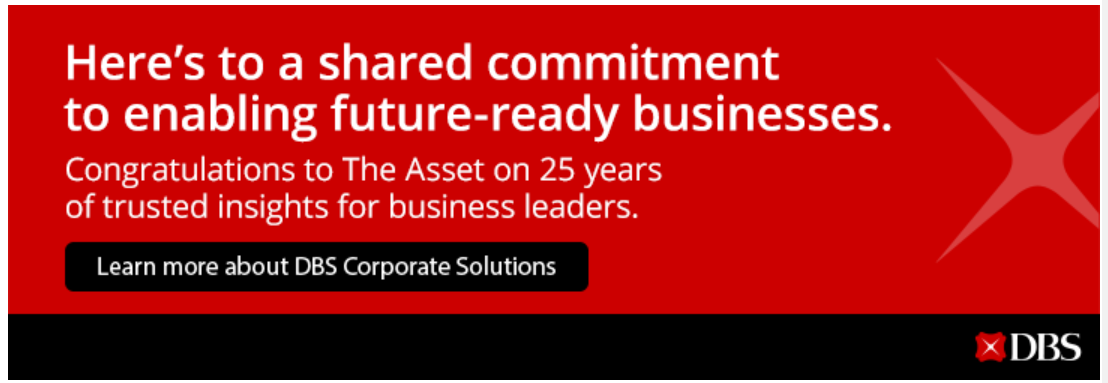 Here’s to a shared commitment
to enabling future-ready businesses.
Congratulations to The Asset on 25 years
of trusted insights for business leaders.
Learn more about DBS Corporate Solutions
DBS